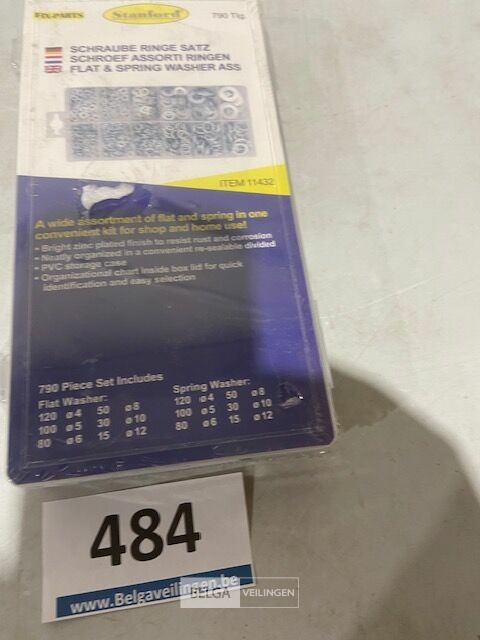 FIX-PARTS
Stanford
790 Tlg.
SCHRAUBE RINGE SATZ
SCHROEF ASSORTI RINGEN
FLAT & SPRING WASHER ASS
ITEM 11432
A wide assortment of flat and spring in one
convenient kit for shop and home use!
- Bright zinc plated finish to resist rust and corrosion
- Neatly organized in a convenient re-sealable divided
- PVC storage case
- Organizational chart inside box lid for quick
identification and easy selection
790 Piece Set Includes
Flat Washer:
120 ø4 50 ø8
100 ø5 30 ø10
80 ø6 15 ø12
Spring Washer:
120 ø4 50 ø8
100 ø5 30 ø10
80 ø6 15 ø12
484
www.Belgaveilingen.be
BELGA VEILINGEN